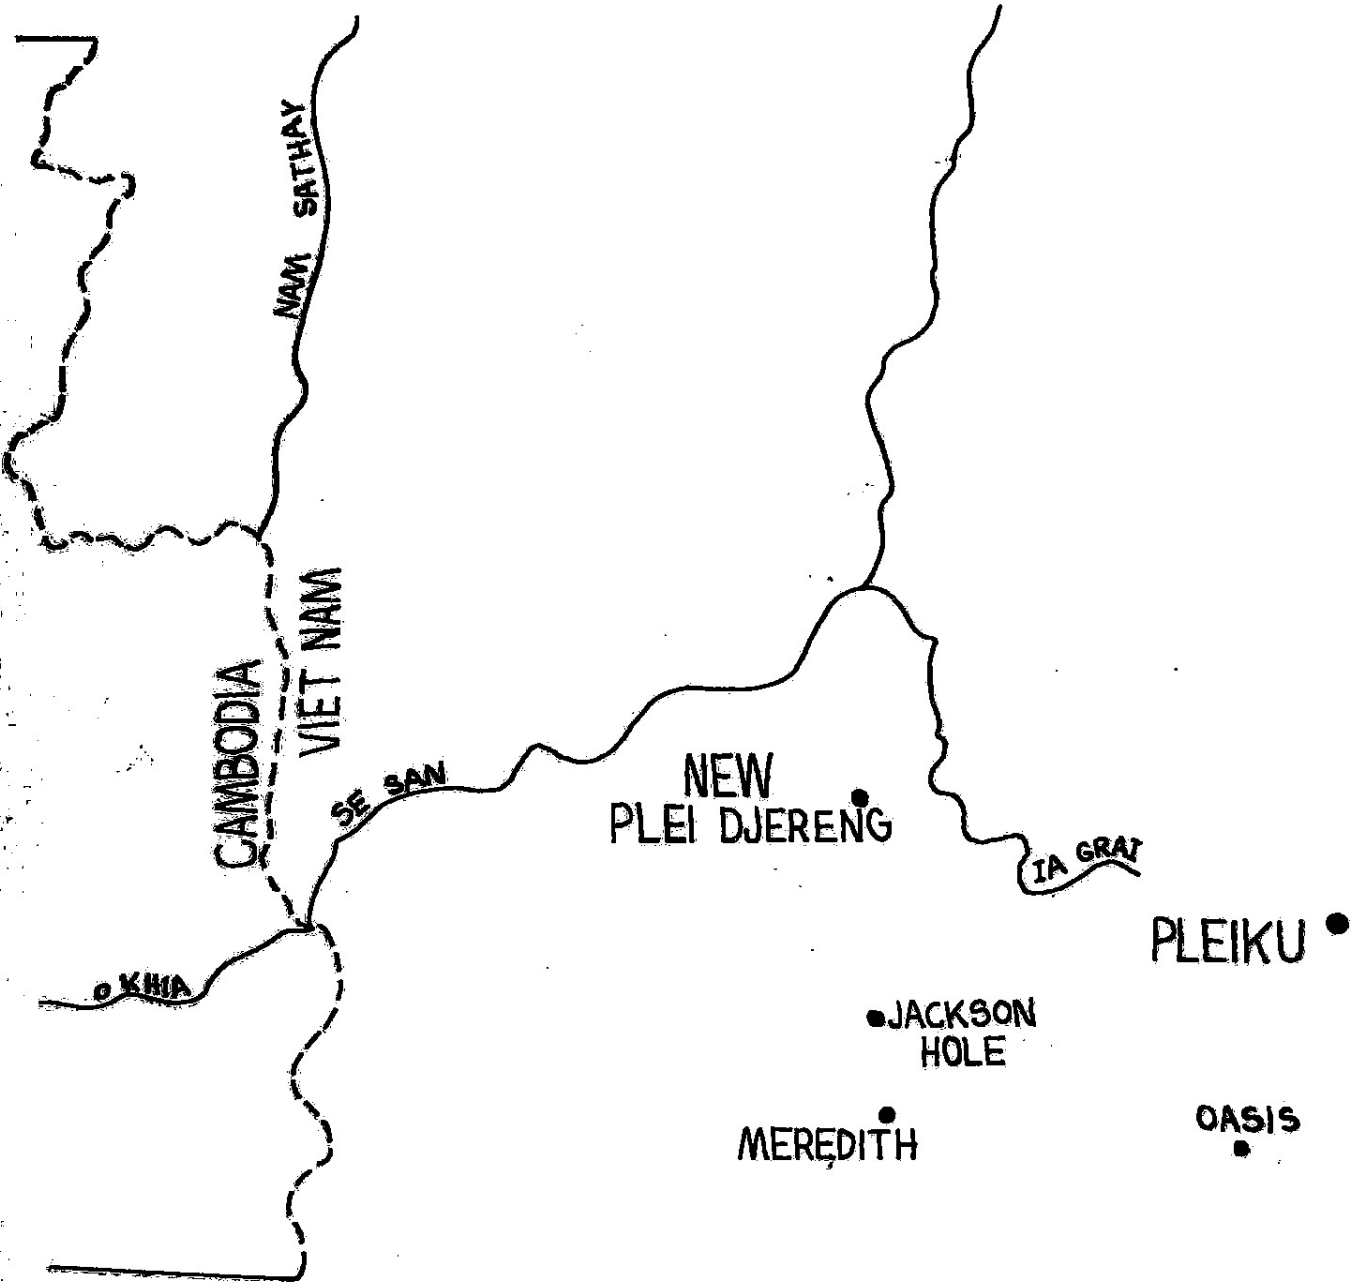 NAM SATHAY
CAMBODIA
VIET NAM
SE SAN
NEW
PLEI DJERENG
IA GRAI
PLEIKU
O KHIA
JACKSON
HOLE
MEREDITH
OASIS